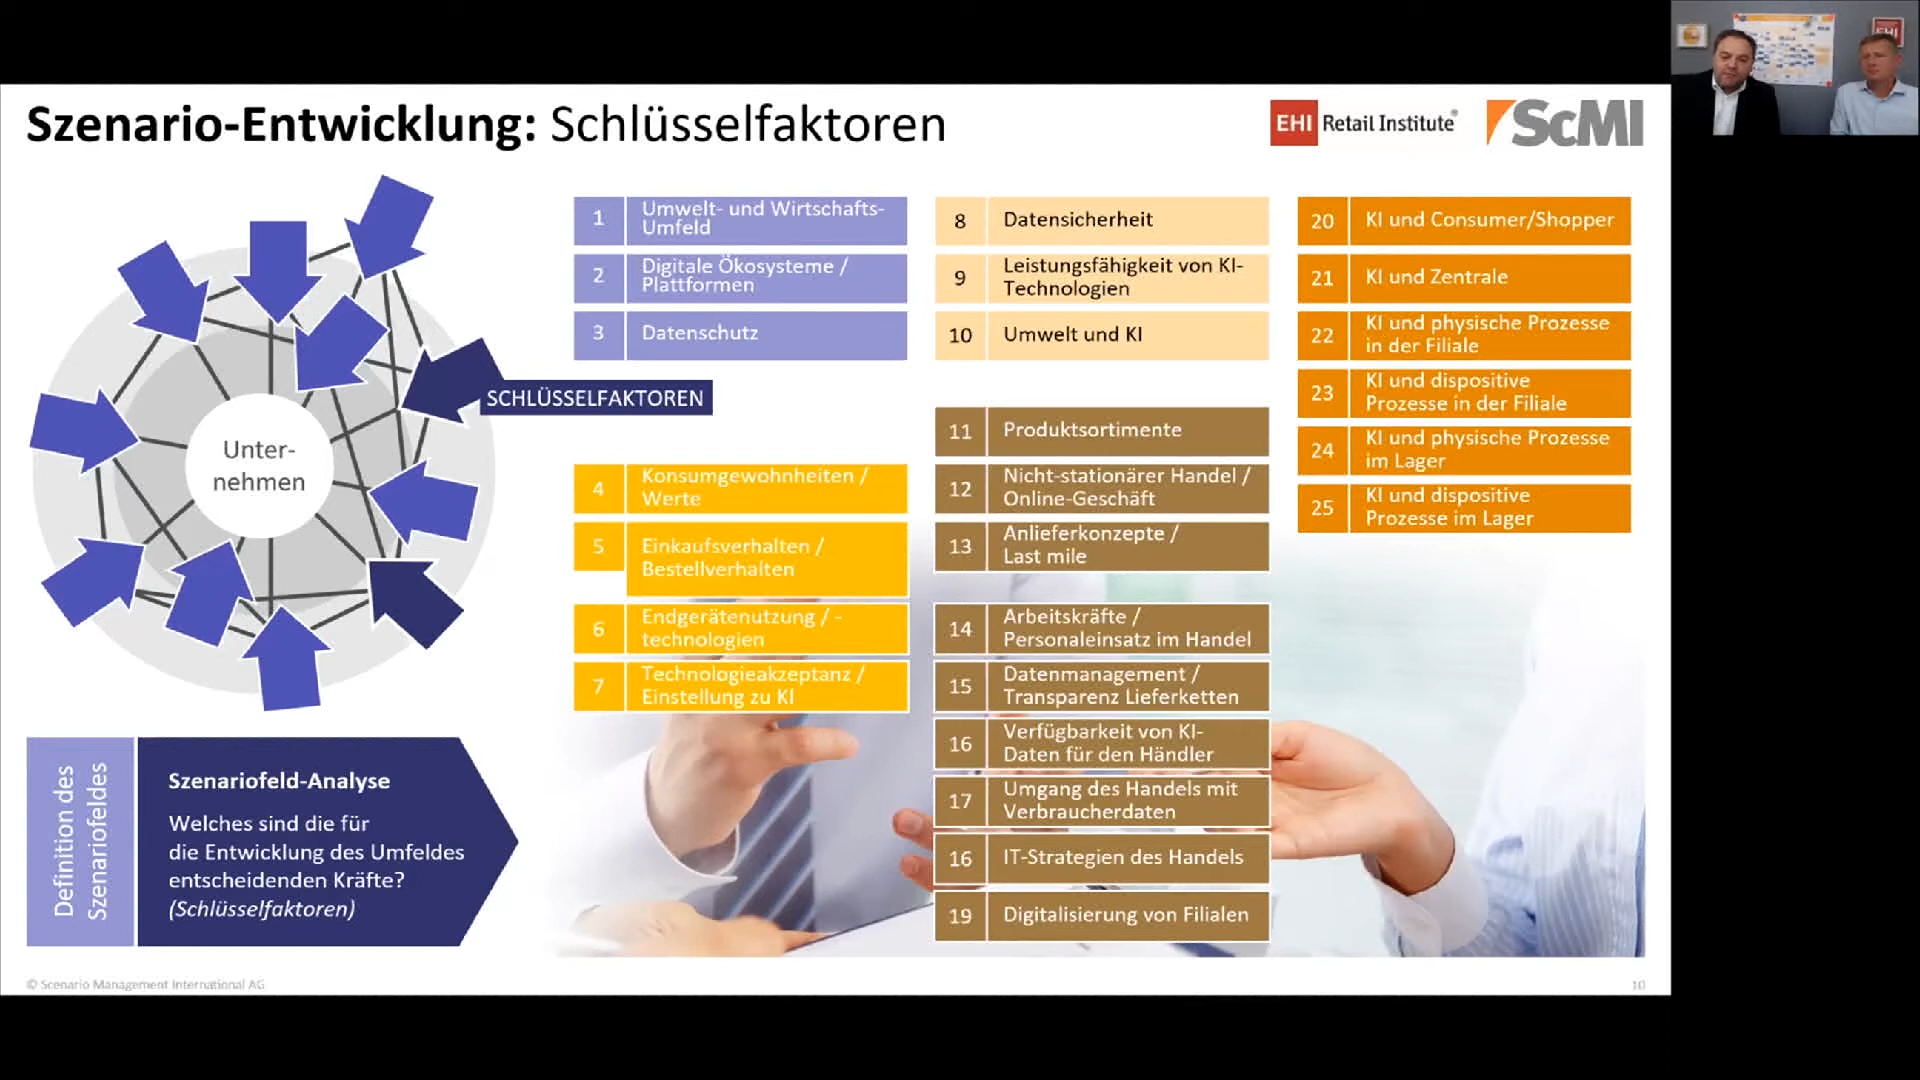 Szenario-Entwicklung: Schlüsselfaktoren
EHI Retail Institute®
ScMI
EHI
Unter-
nehmen
SCHLÜSSELFAKTOREN
1 Umwelt- und Wirtschafts-
Umfeld
2 Digitale Ökosysteme /
Plattformen
3 Datenschutz
4 Konsumgewohnheiten /
Werte
5 Einkaufsverhalten /
Bestellverhalten
6 Endgerätenutzung / -
technologien
7 Technologieakzeptanz /
Einstellung zu KI
8 Datensicherheit
9 Leistungsfähigkeit von KI-
Technologien
10 Umwelt und KI
11 Produktsortimente
12 Nicht-stationärer Handel /
Online-Geschäft
13 Anlieferkonzepte /
Last mile
14 Arbeitskräfte /
Personaleinsatz im Handel
15 Datenmanagement /
Transparenz Lieferketten
16 Verfügbarkeit von KI-
Daten für den Händler
17 Umgang des Handels mit
Verbraucherdaten
16 IT-Strategien des Handels
19 Digitalisierung von Filialen
20 KI und Consumer/Shopper
21 KI und Zentrale
22 KI und physische Prozesse
in der Filiale
23 KI und dispositive
Prozesse in der Filiale
24 KI und physische Prozesse
im Lager
25 KI und dispositive
Prozesse im Lager
Definition des
Szenariofeldes
Szenariofeld-Analyse
Welches sind die für
die Entwicklung des Umfeldes
entscheidenden Kräfte?
(Schlüsselfaktoren)
© Scenario Management International AG
10